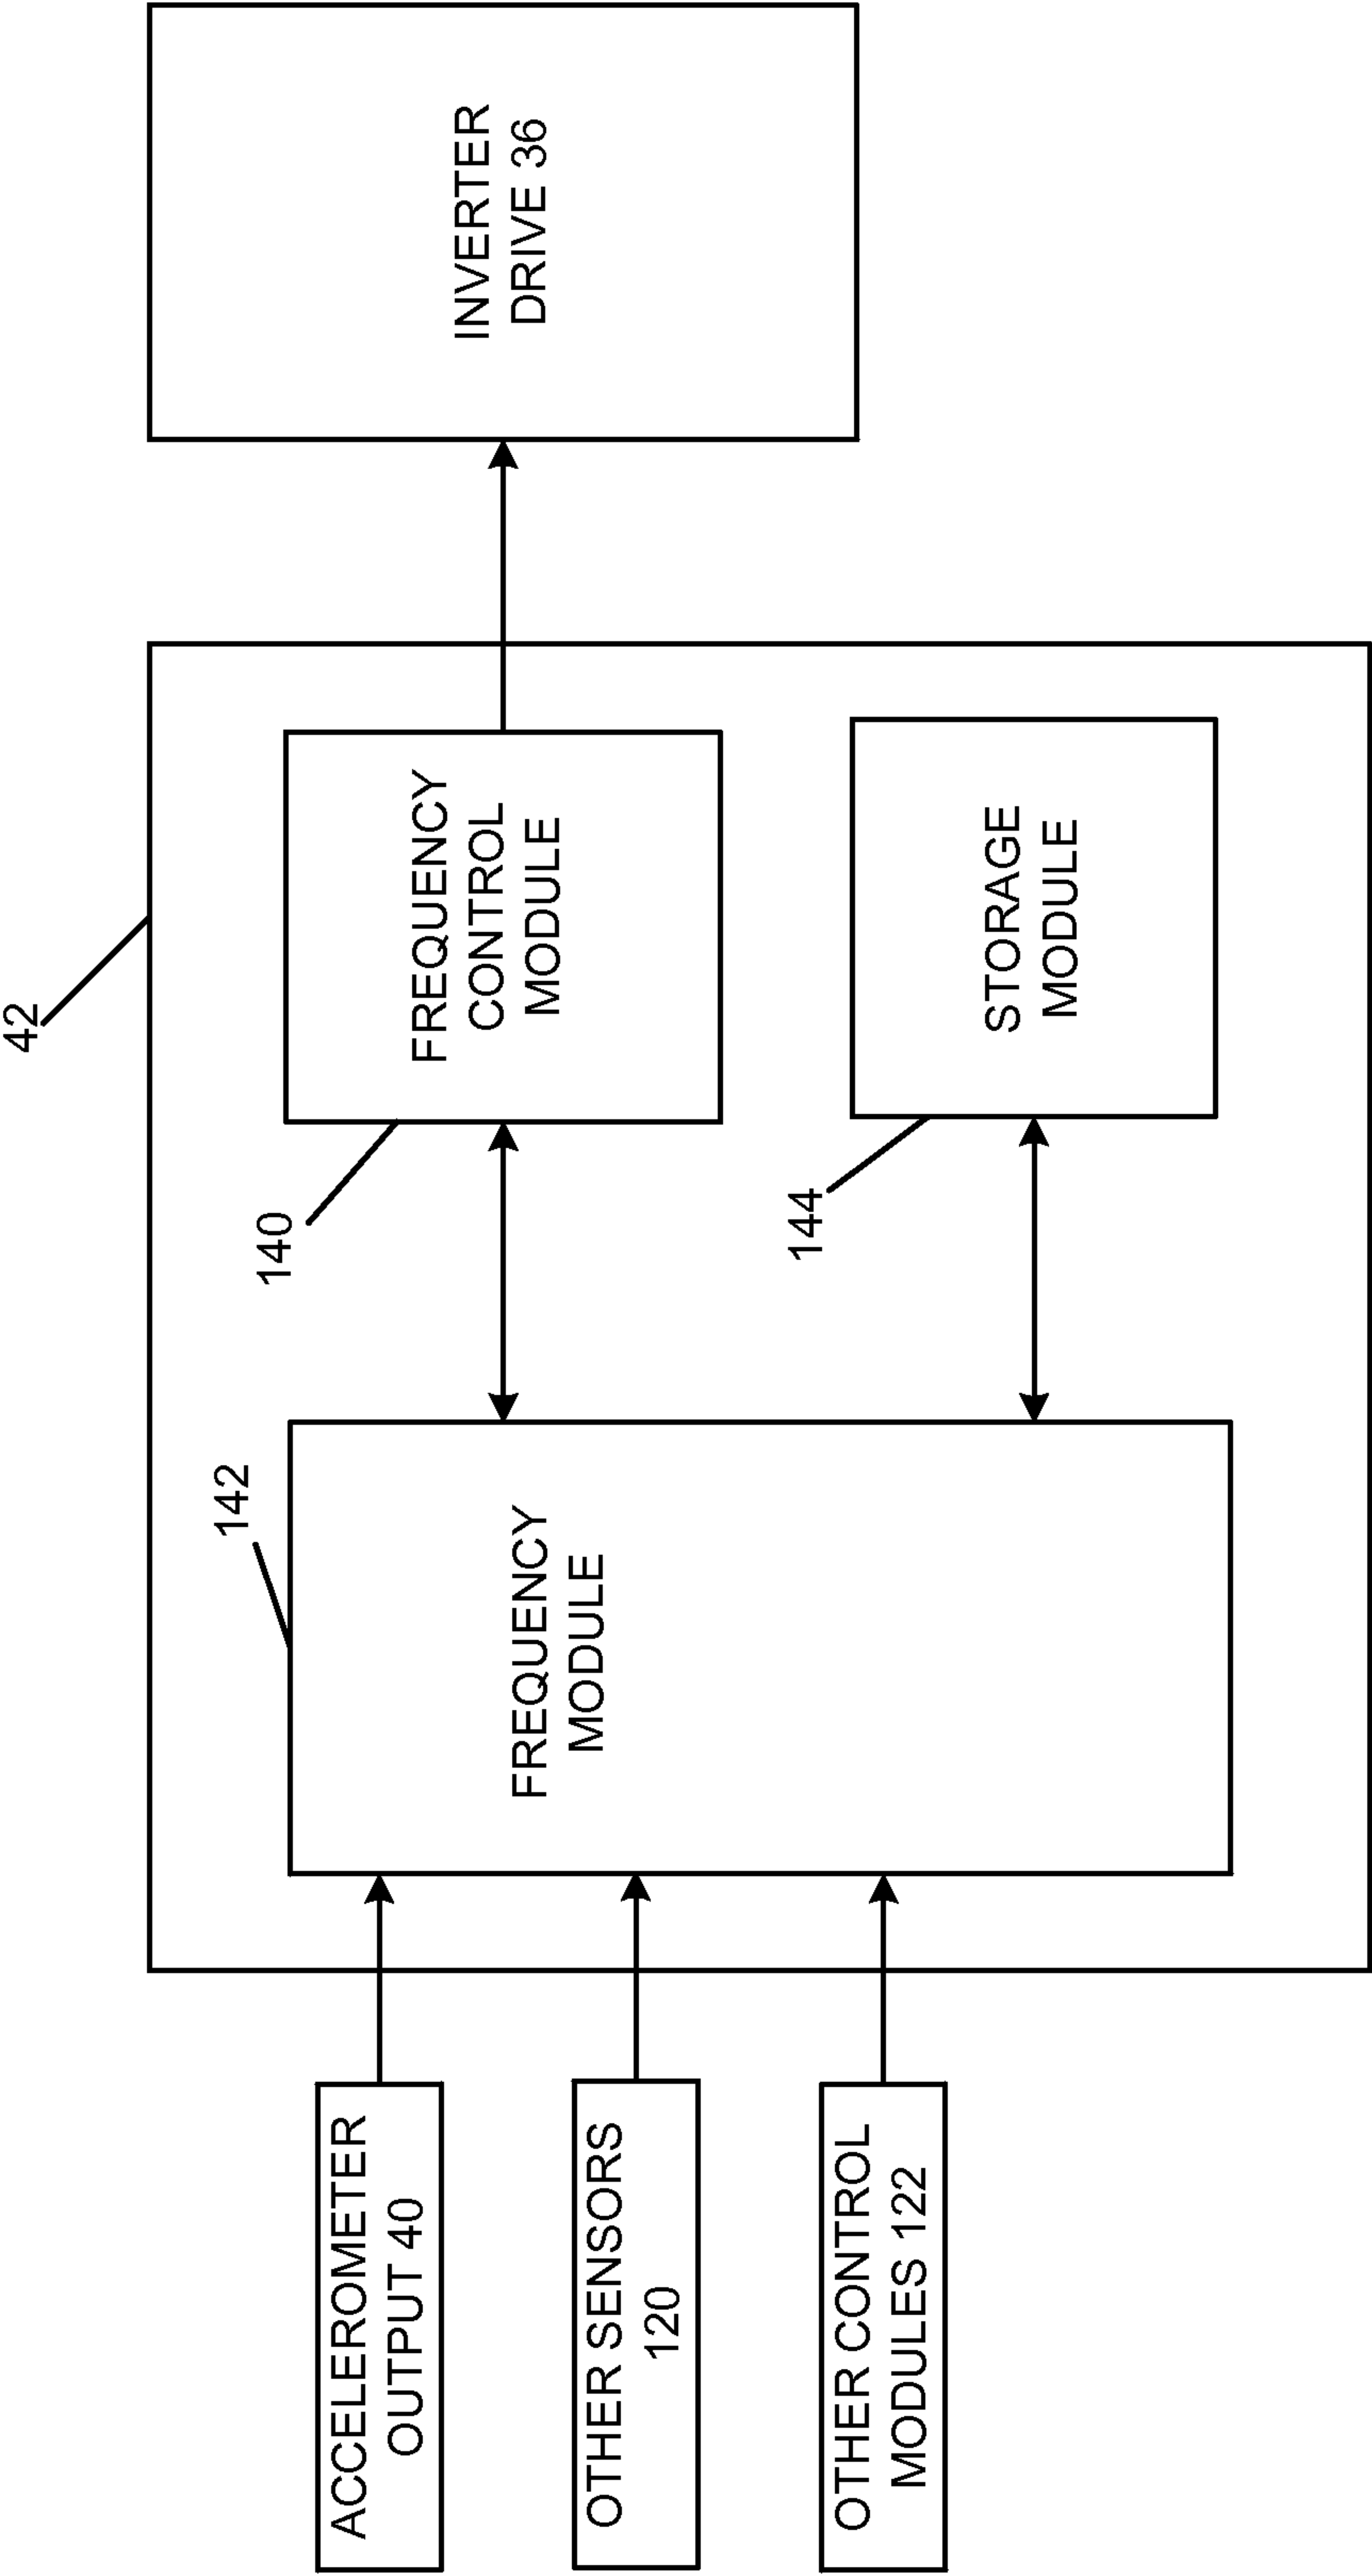 42
ACCELEROMETER
OUTPUT 40
OTHER SENSORS
120
OTHER CONTROL
MODULES 122
142
FREQUENCY
MODULE
140
FREQUENCY
CONTROL
MODULE
144
STORAGE
MODULE
INVERTER
DRIVE 36